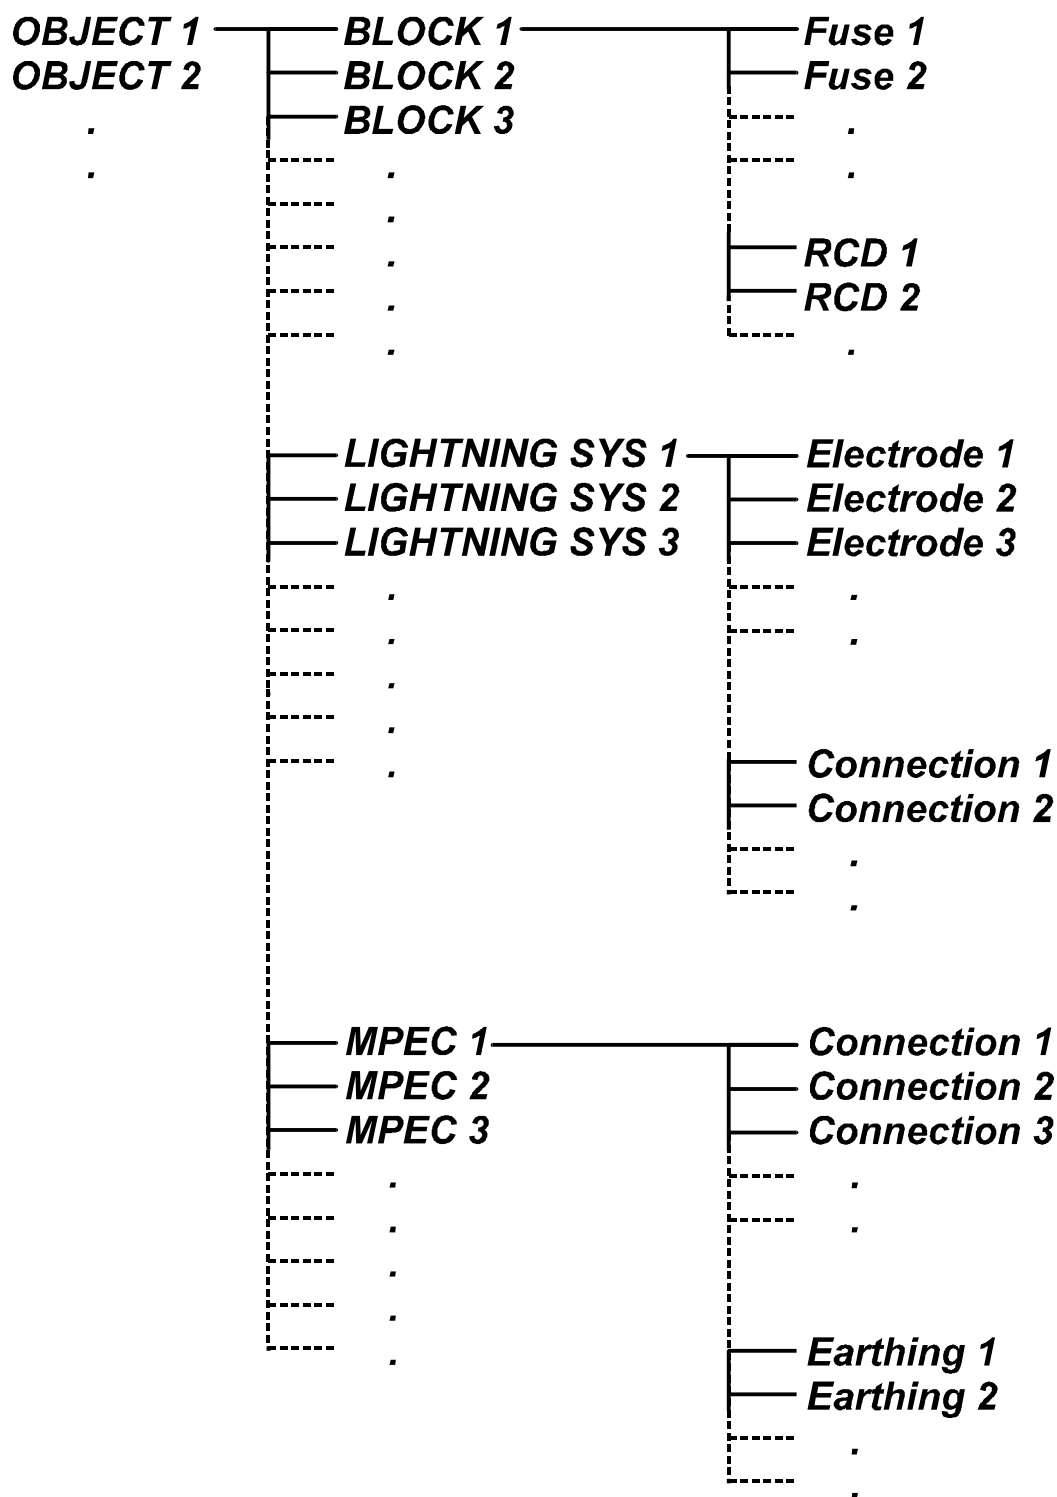 OBJECT 1 BLOCK 1 Fuse 1
OBJECT 2 BLOCK 2 Fuse 2
. BLOCK 3 .
. . .
.
. RCD 1
. RCD 2
. .
LIGHTNING SYS 1 Electrode 1
LIGHTNING SYS 2 Electrode 2
LIGHTNING SYS 3 Electrode 3
. .
. .
.
.
. Connection 1
Connection 2
.
.
MPEC 1 Connection 1
MPEC 2 Connection 2
MPEC 3 Connection 3
. .
. .
.
.
. Earthing 1
Earthing 2
.
.